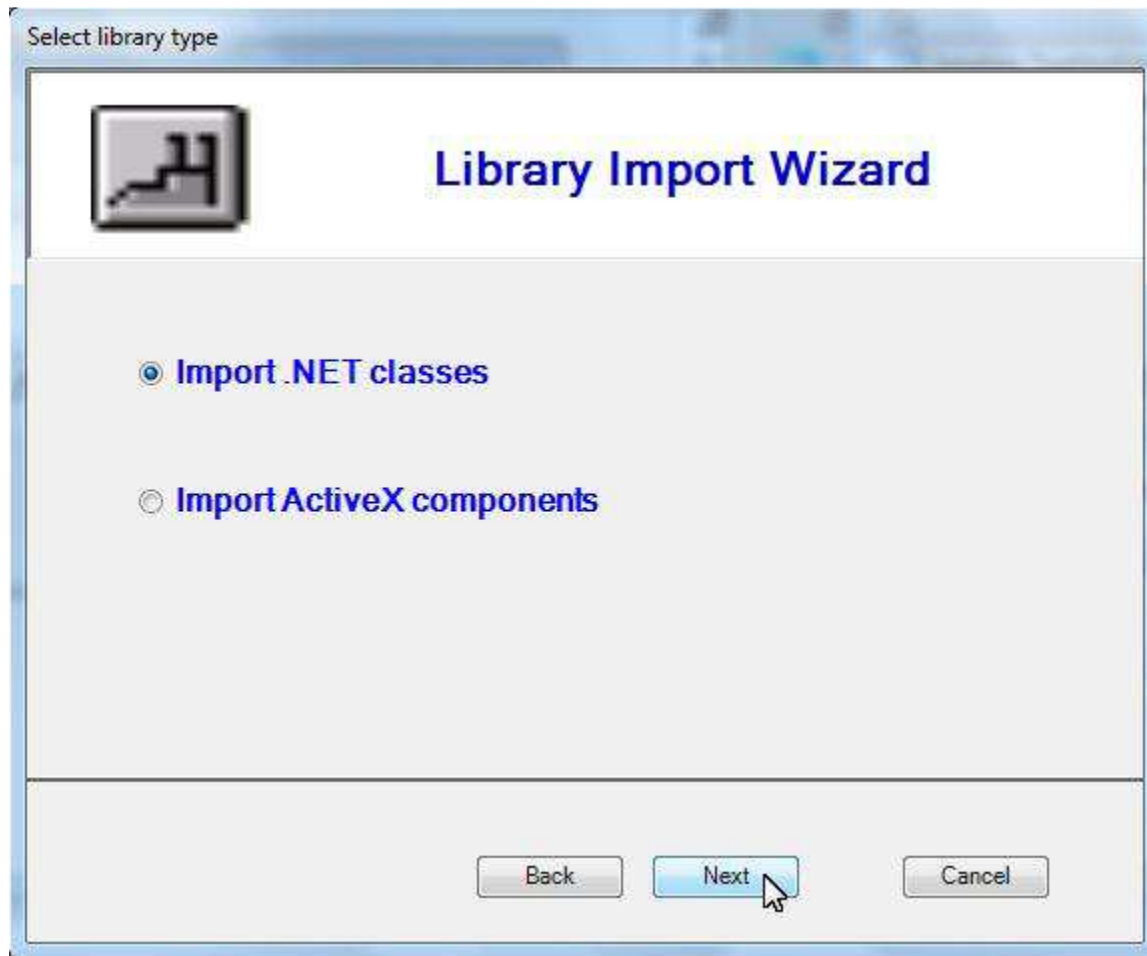 Select library type
Library Import Wizard
Import .NET classes
Import ActiveX components
Back Next Cancel